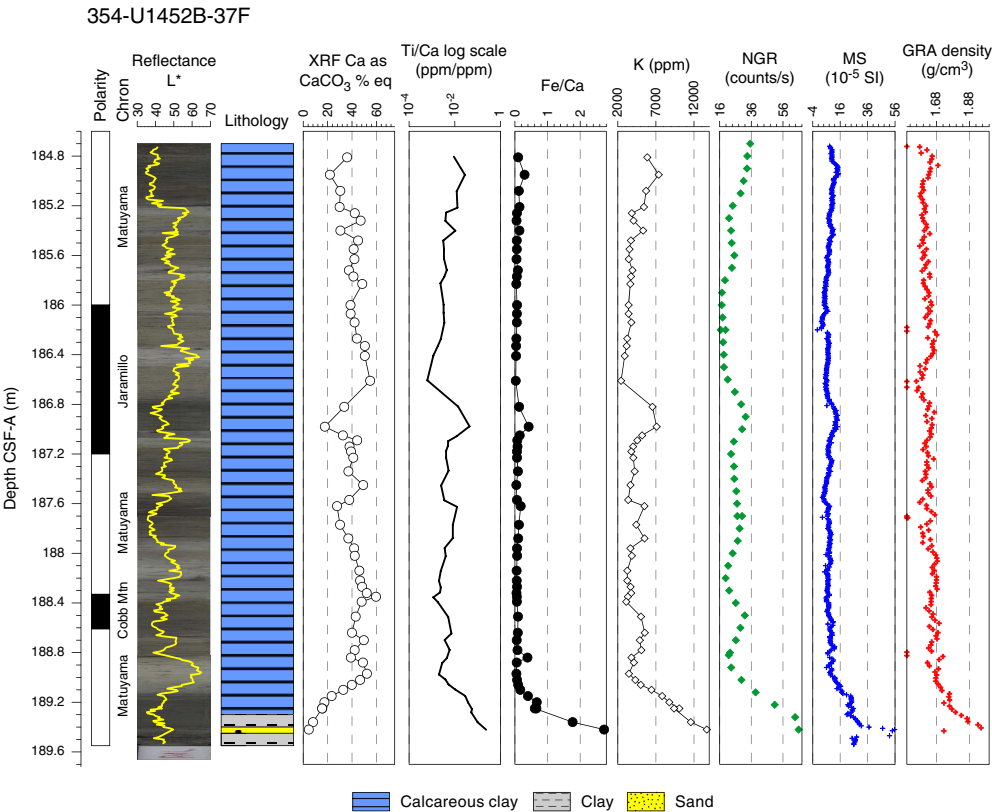 354-U1452B-37F
Polarity
Chron
Reflectance
L*
30 40 50 60 70
Lithology
XRF Ca as
CaCO3 % eq
0 20 40 60
Ti/Ca log scale
(ppm/ppm)
10-4 10-2 1
Fe/Ca
0 1 2
K (ppm)
2000 7000 12000
NGR
(counts/s)
16 36 56
MS
(10-5 SI)
-4 16 36 56
GRA density
(g/cm3)
1.68 1.88
Depth CSF-A (m)
184.8
185.2
185.6
186
186.4
186.8
187.2
187.6
188
188.4
188.8
189.2
189.6
Matuyama
Jaramillo
Matuyama
Cobb Mtn
Matuyama
Calcareous clay Clay Sand